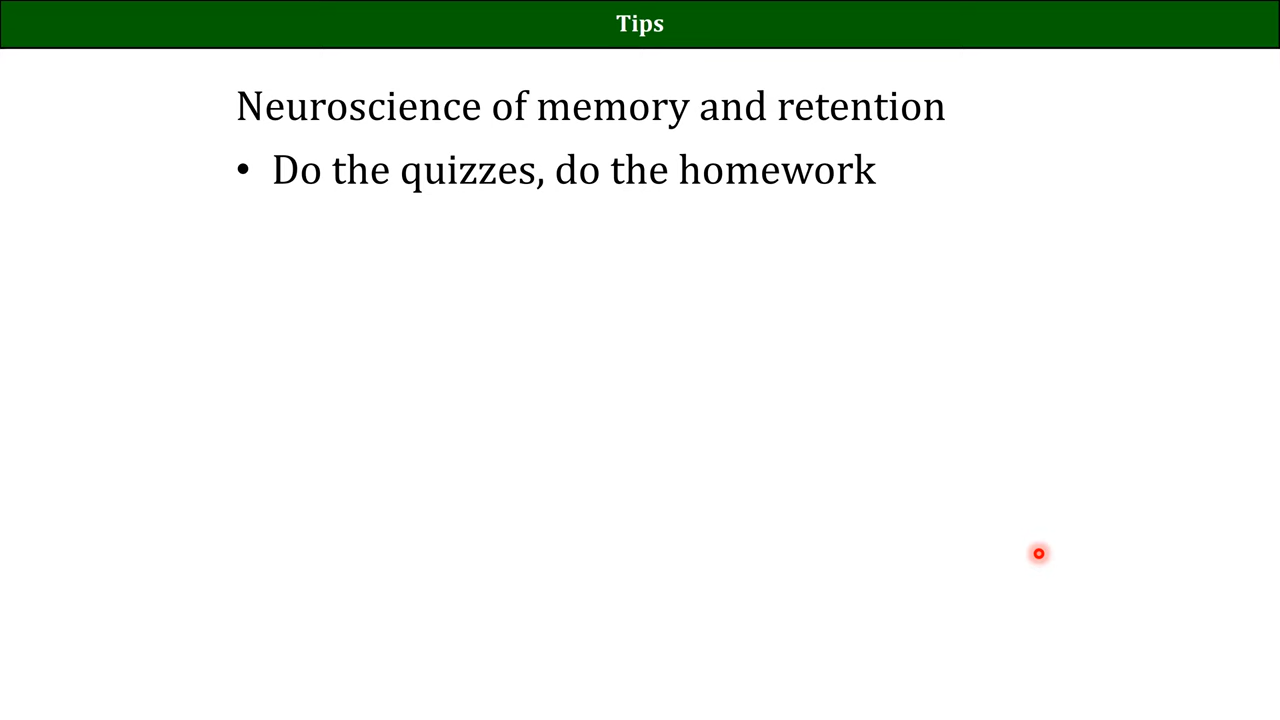 Tips
Neuroscience of memory and retention
• Do the quizzes, do the homework